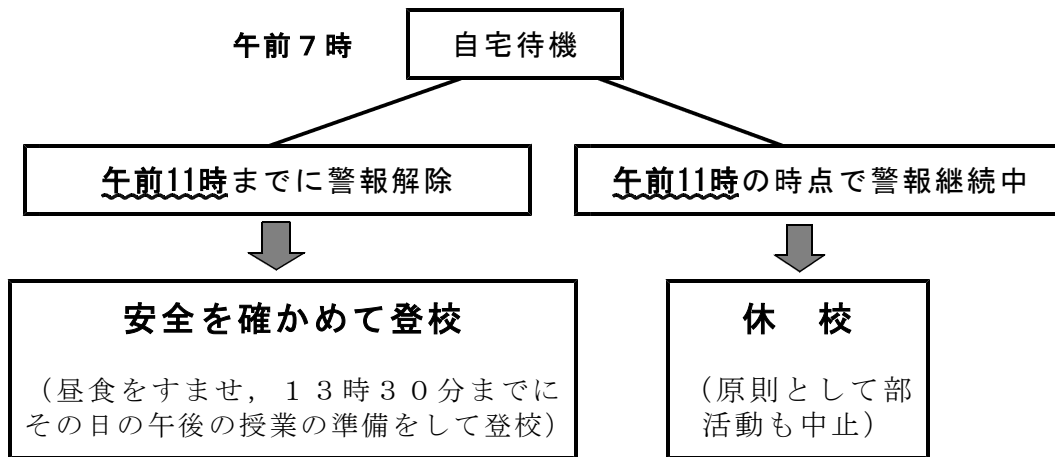 午前7時
自宅待機
午前11時までに警報解除
午前11時の時点で警報継続中
安全を確かめて登校
（昼食をすませ，１３時３０分までに
その日の午後の授業の準備をして登校）
休　校
（原則として部
活動も中止）